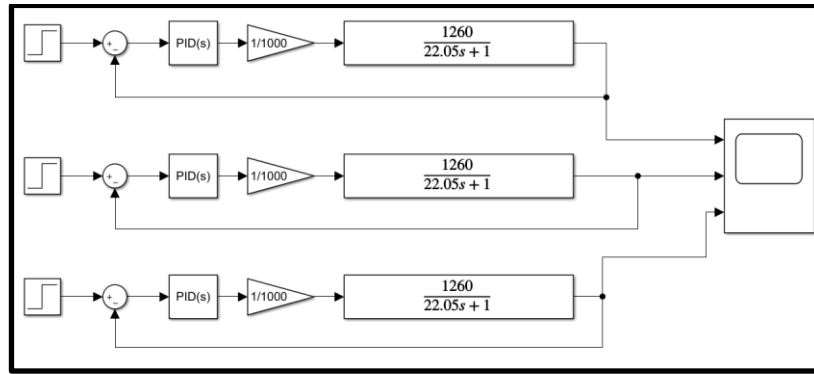 +
-
PID(s)
1/1000
1260
22.05s + 1
+
-
PID(s)
1/1000
1260
22.05s + 1
+
-
PID(s)
1/1000
1260
22.05s + 1